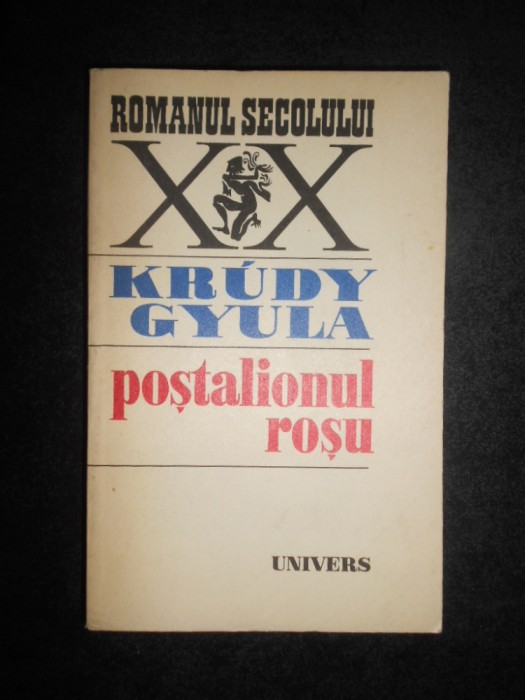 ROMANUL SECOLULUI
XX
KRÚDY
GYULA
poștalionul
roșu
UNIVERS